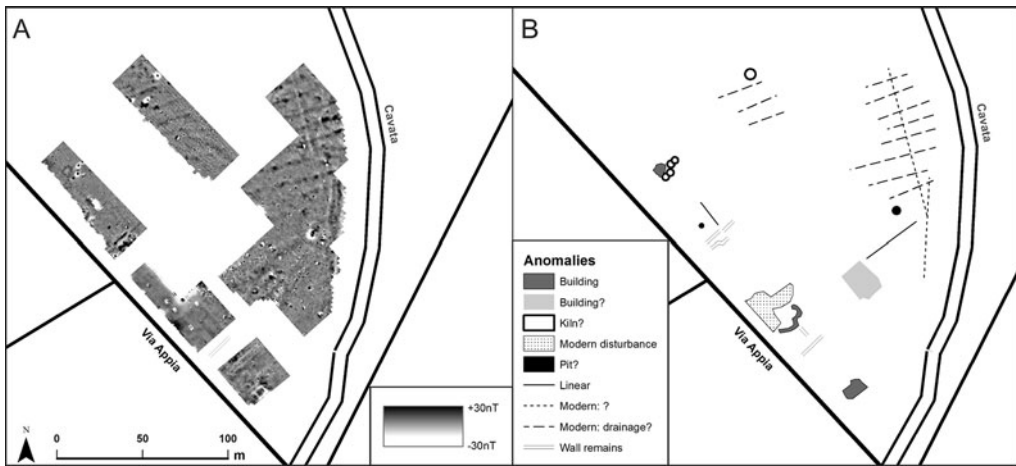 A
Cavata
Via Appia
N
0 50 100
m
+30nT
-30nT
B
Cavata
Via Appia
Anomalies
Building
Building?
Kiln?
Modern disturbance
Pit?
Linear
Modern: ?
Modern: drainage?
Wall remains